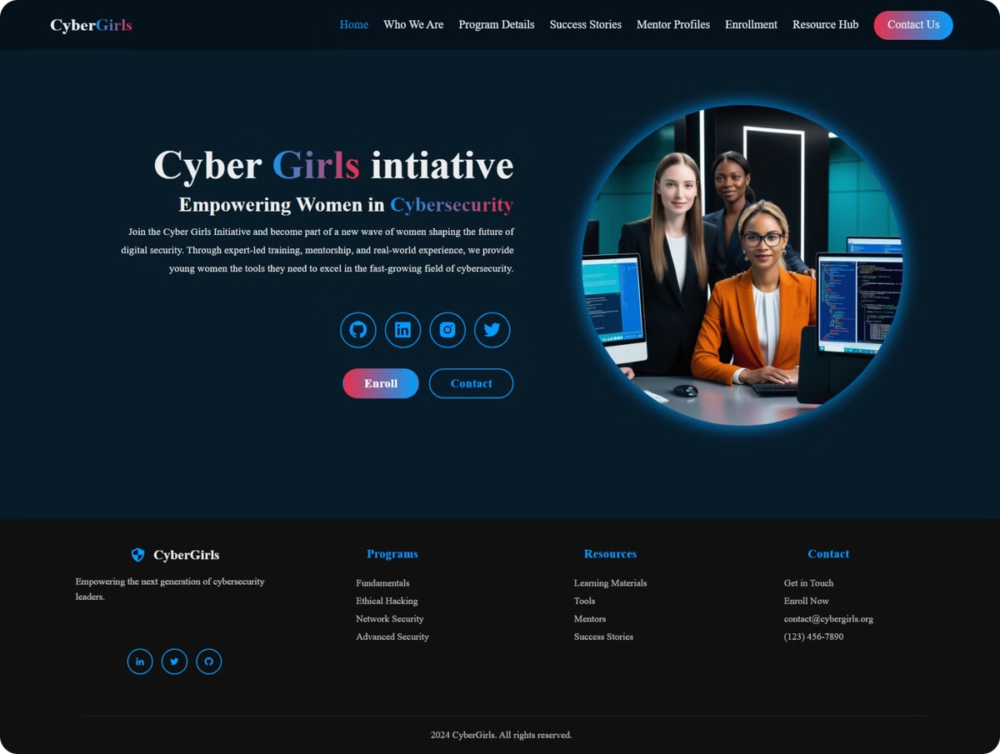 CyberGirls
Home Who We Are Program Details Success Stories Mentor Profiles Enrollment Resource Hub Contact Us
Cyber Girls intiative
Empowering Women in Cybersecurity
Join the Cyber Girls Initiative and become part of a new wave of women shaping the future of
digital security. Through expert-led training, mentorship, and real-world experience, we provide
young women the tools they need to excel in the fast-growing field of cybersecurity.
Enroll Contact
CyberGirls
Empowering the next generation of cybersecurity
leaders.
Programs
Fundamentals
Ethical Hacking
Network Security
Advanced Security
Resources
Learning Materials
Tools
Mentors
Success Stories
Contact
Get in Touch
Enroll Now
contact@cybergirls.org
(123) 456-7890
2024 CyberGirls. All rights reserved.